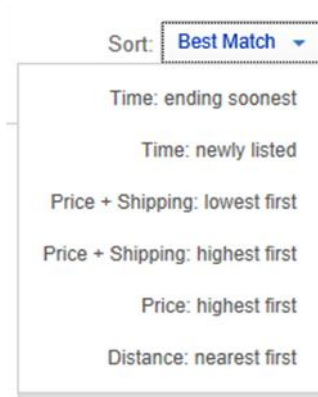 Sort: Best Match
Time: ending soonest
Time: newly listed
Price + Shipping: lowest first
Price + Shipping: highest first
Price: highest first
Distance: nearest first